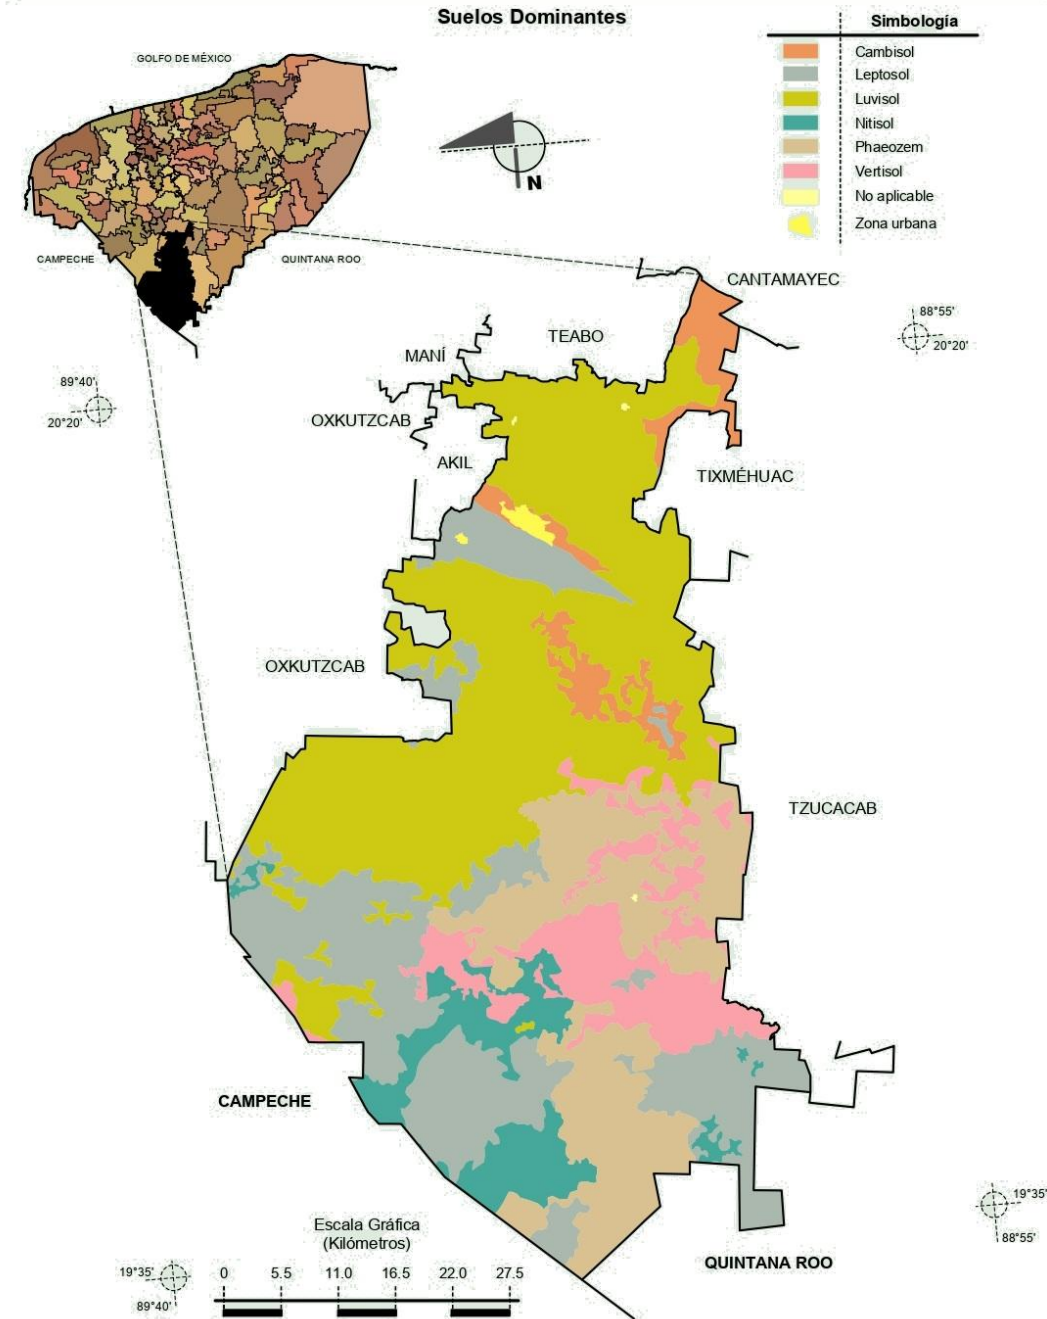 Suelos Dominantes
Simbología
Cambisol
Leptosol
Luvisol
Nitisol
Phaeozem
Vertisol
No aplicable
Zona urbana
GOLFO DE MÉXICO
CAMPECHE
QUINTANA ROO
N
CANTAMAYEC
88°55'
20°20'
TEABO
MANÍ
89°40'
20°20'
OXKUTZCAB
AKIL
TIXMÉHUAC
OXKUTZCAB
TZUCACAB
CAMPECHE
19°35'
88°55'
QUINTANA ROO
Escala Gráfica
(Kilómetros)
19°35'
89°40'
0 5.5 11.0 16.5 22.0 27.5